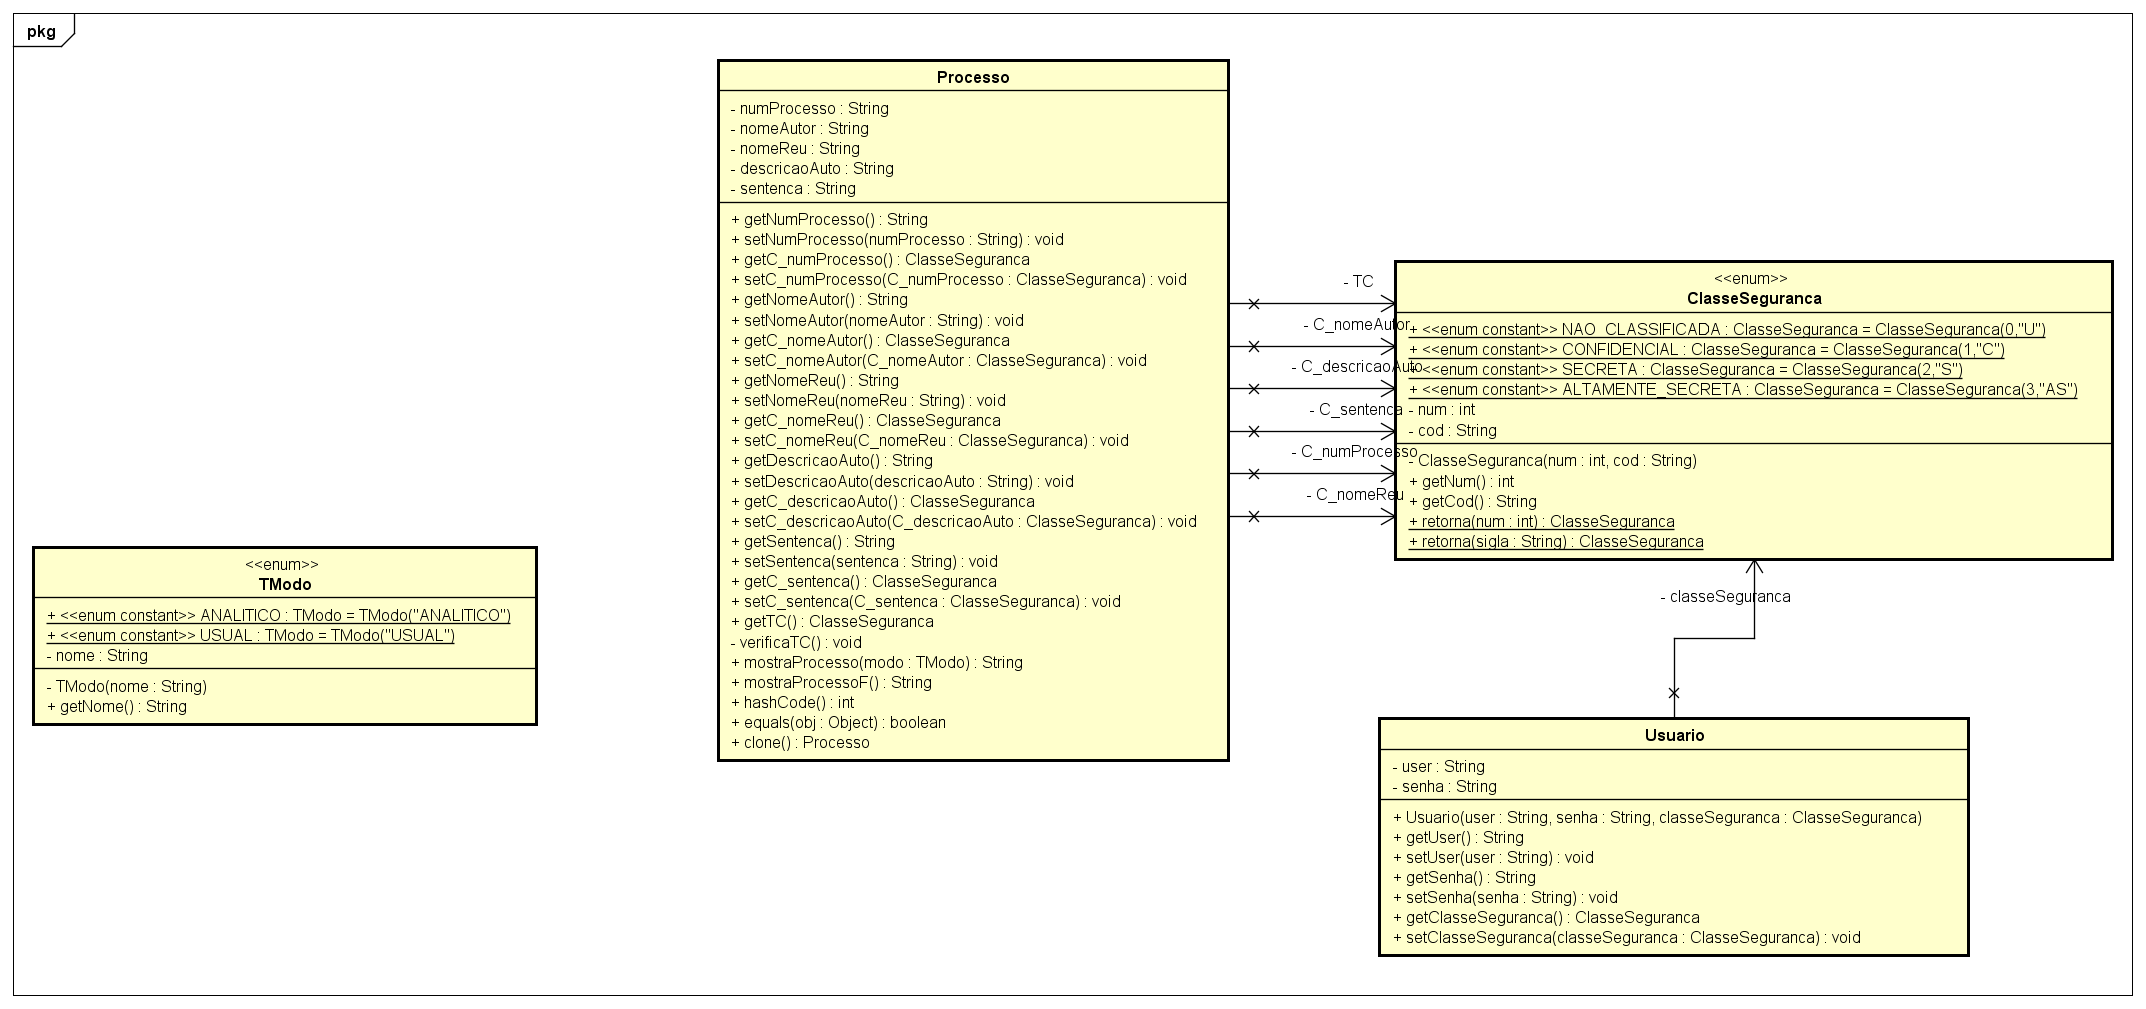 pkg
Processo
- numProcesso : String
- nomeAutor : String
- nomeReu : String
- descricaoAuto : String
- sentenca : String
+ getNumProcesso() : String
+ setNumProcesso(numProcesso : String) : void
+ getC_numProcesso() : ClasseSeguranca
+ setC_numProcesso(C_numProcesso : ClasseSeguranca) : void
+ getNomeAutor() : String
+ setNomeAutor(nomeAutor : String) : void
+ getC_nomeAutor() : ClasseSeguranca
+ setC_nomeAutor(C_nomeAutor : ClasseSeguranca) : void
+ getNomeReu() : String
+ setNomeReu(nomeReu : String) : void
+ getC_nomeReu() : ClasseSeguranca
+ setC_nomeReu(C_nomeReu : ClasseSeguranca) : void
+ getDescricaoAuto() : String
+ setDescricaoAuto(descricaoAuto : String) : void
+ getC_descricaoAuto() : ClasseSeguranca
+ setC_descricaoAuto(C_descricaoAuto : ClasseSeguranca) : void
+ getSentenca() : String
+ setSentenca(sentenca : String) : void
+ getC_sentenca() : ClasseSeguranca
+ setC_sentenca(C_sentenca : ClasseSeguranca) : void
+ getTC() : ClasseSeguranca
- verificaTC() : void
+ mostraProcesso(modo : TModo) : String
+ mostraProcessoF() : String
+ hashCode() : int
+ equals(obj : Object) : boolean
+ clone() : Processo
- TC
- C_nomeAutor
- C_descricaoAuto
- C_sentenca
- C_numProcesso
- C_nomeReu
<<enum>>
ClasseSeguranca
+ <<enum constant>> NAO_CLASSIFICADA : ClasseSeguranca = ClasseSeguranca(0,"U")
+ <<enum constant>> CONFIDENCIAL : ClasseSeguranca = ClasseSeguranca(1,"C")
+ <<enum constant>> SECRETA : ClasseSeguranca = ClasseSeguranca(2,"S")
+ <<enum constant>> ALTAMENTE_SECRETA : ClasseSeguranca = ClasseSeguranca(3,"AS")
- num : int
- cod : String
- ClasseSeguranca(num : int, cod : String)
+ getNum() : int
+ getCod() : String
+ retorna(num : int) : ClasseSeguranca
+ retorna(sigla : String) : ClasseSeguranca
- classeSeguranca
<<enum>>
TModo
+ <<enum constant>> ANALITICO : TModo = TModo("ANALITICO")
+ <<enum constant>> USUAL : TModo = TModo("USUAL")
- nome : String
- TModo(nome : String)
+ getNome() : String
Usuario
- user : String
- senha : String
+ Usuario(user : String, senha : String, classeSeguranca : ClasseSeguranca)
+ getUser() : String
+ setUser(user : String) : void
+ getSenha() : String
+ setSenha(senha : String) : void
+ getClasseSeguranca() : ClasseSeguranca
+ setClasseSeguranca(classeSeguranca : ClasseSeguranca) : void